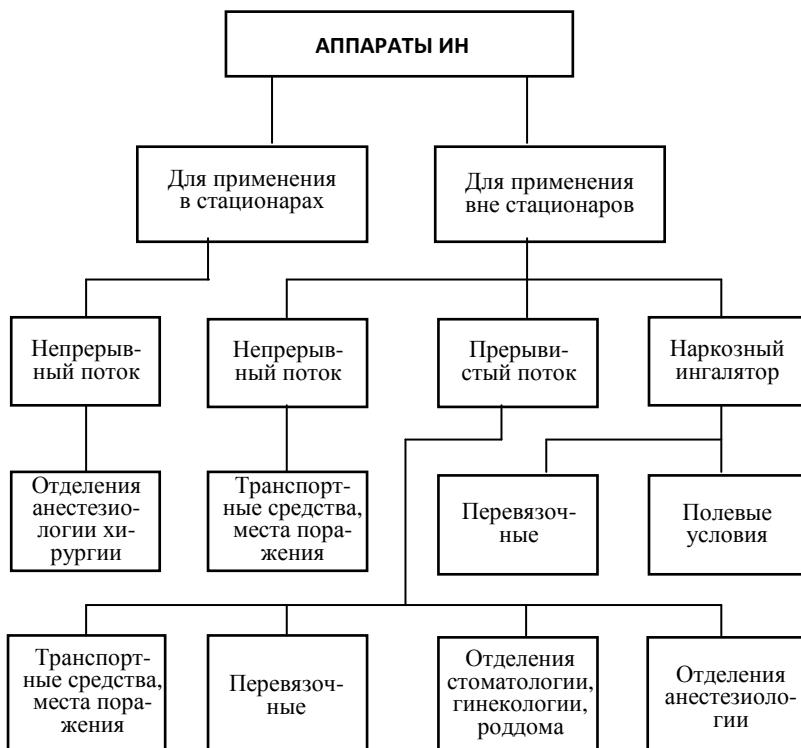 АППАРАТЫ ИН
Для применения
в стационарах
Для применения
вне стационаров
Непрерыв-
ный поток
Непрерыв-
ный поток
Прерыви-
стый поток
Наркозный
ингалятор
Отделения
анестезио-
логии хи-
рургии
Транспорт-
ные средства,
места пора-
жения
Перевязоч-
ные
Полевые
условия
Транспорт-
ные средства,
места пора-
жения
Перевязоч-
ные
Отделения
стоматологии,
гинекологии,
роддома
Отделения
анестезиоло-
гии